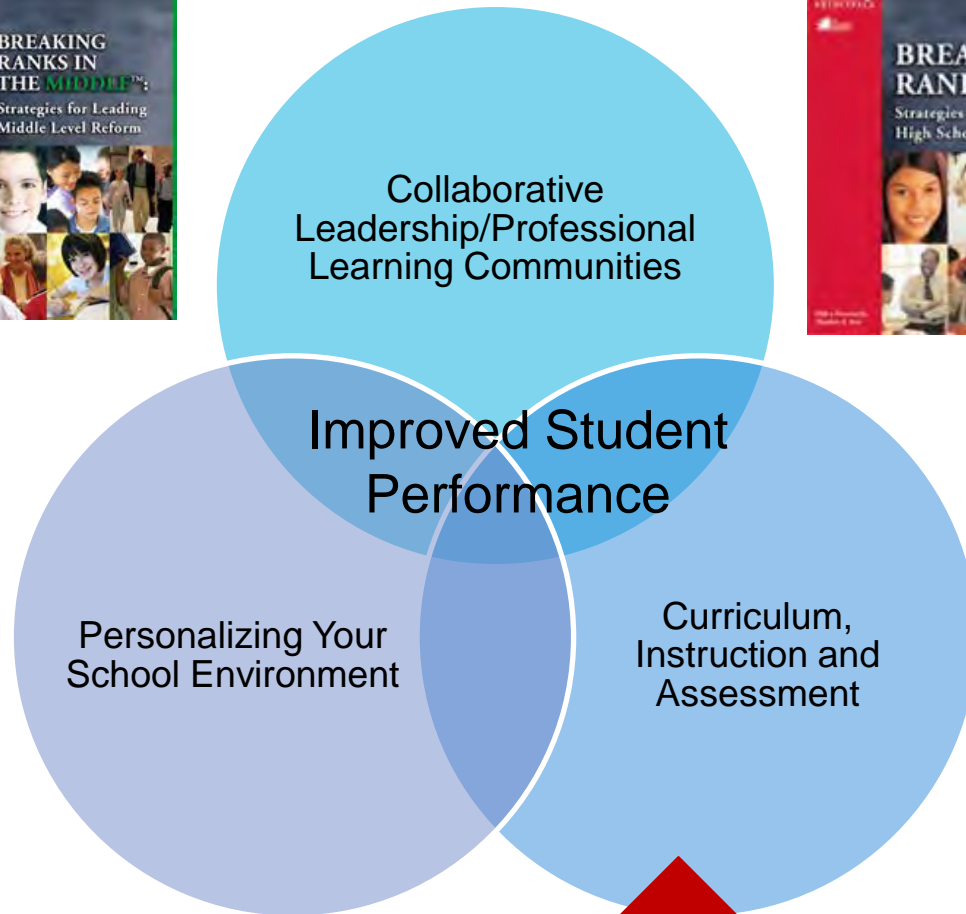 BREAKING
RANKS IN
THE MIDDLE™:
Strategies for Leading
Middle Level Reform
BREA
RAN
Strategies
High Scho
Collaborative
Leadership/Professional
Learning Communities
Improved Student
Performance
Personalizing Your
School Environment
Curriculum,
Instruction and
Assessment